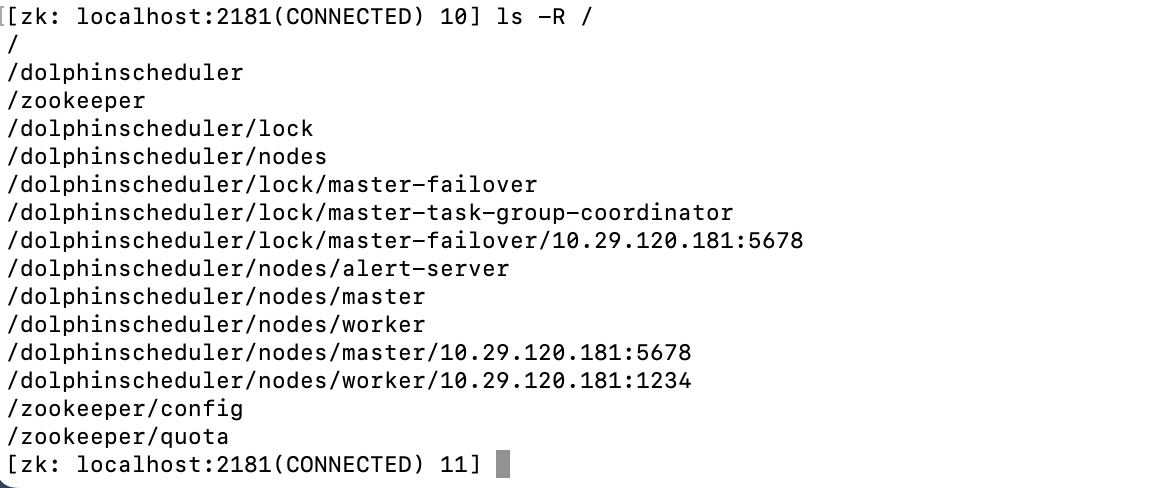 [[zk: localhost:2181(CONNECTED) 10] ls -R /
/
/dolphinscheduler
/zookeeper
/dolphinscheduler/lock
/dolphinscheduler/nodes
/dolphinscheduler/lock/master-failover
/dolphinscheduler/lock/master-task-group-coordinator
/dolphinscheduler/lock/master-failover/10.29.120.181:5678
/dolphinscheduler/nodes/alert-server
/dolphinscheduler/nodes/master
/dolphinscheduler/nodes/worker
/dolphinscheduler/nodes/master/10.29.120.181:5678
/dolphinscheduler/nodes/worker/10.29.120.181:1234
/zookeeper/config
/zookeeper/quota
[zk: localhost:2181(CONNECTED) 11]